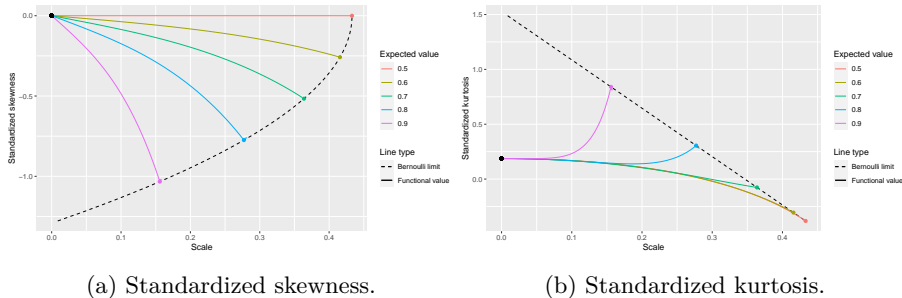 0.0
−0.5
−1.0
Standardized skewness
0.0
0.1
0.2
0.3
0.4
Scale
Expected value
0.5
0.6
0.7
0.8
0.9
Line type
Bernoulli limit
Functional value
1.5
1.0
0.5
0.0
Standardized kurtosis
0.0
0.1
0.2
0.3
0.4
Scale
Expected value
0.5
0.6
0.7
0.8
0.9
Line type
Bernoulli limit
Functional value
(a) Standardized skewness.
(b) Standardized kurtosis.